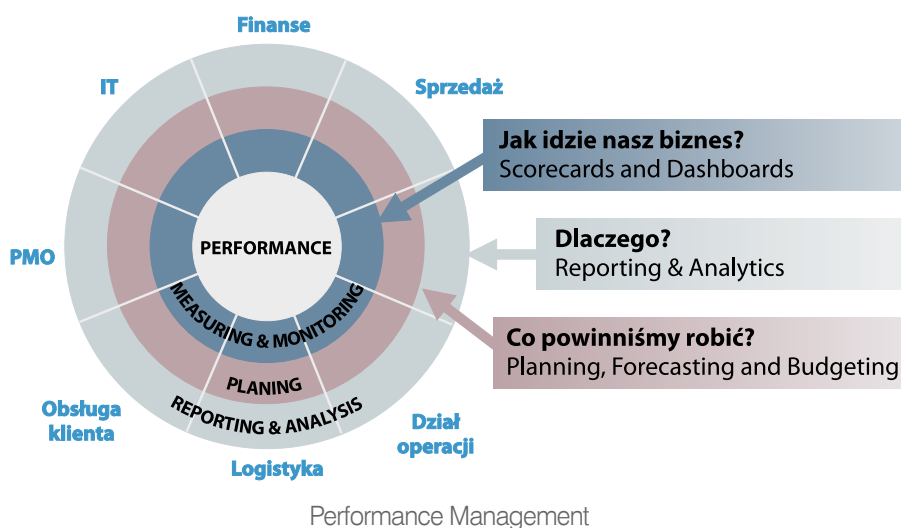 Finanse
IT
Sprzedaż
Jak idzie nasz biznes?
Scorecards and Dashboards
PERFORMANCE
PMO
Dlaczego?
Reporting & Analytics
MEASURING & MONITORING
Co powinniśmy robić?
Planning, Forecasting and Budgeting
PLANING
REPORTING & ANALYSIS
Obsługa
klienta
Dział
operacji
Logistyka
Performance Management